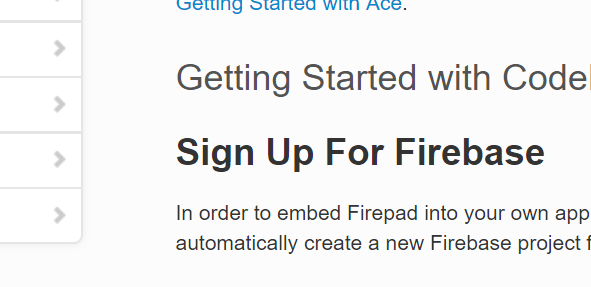 Getting Started with Ace.
Getting Started with Code
Sign Up For Firebase
In order to embed Firepad into your own app
automatically create a new Firebase project f